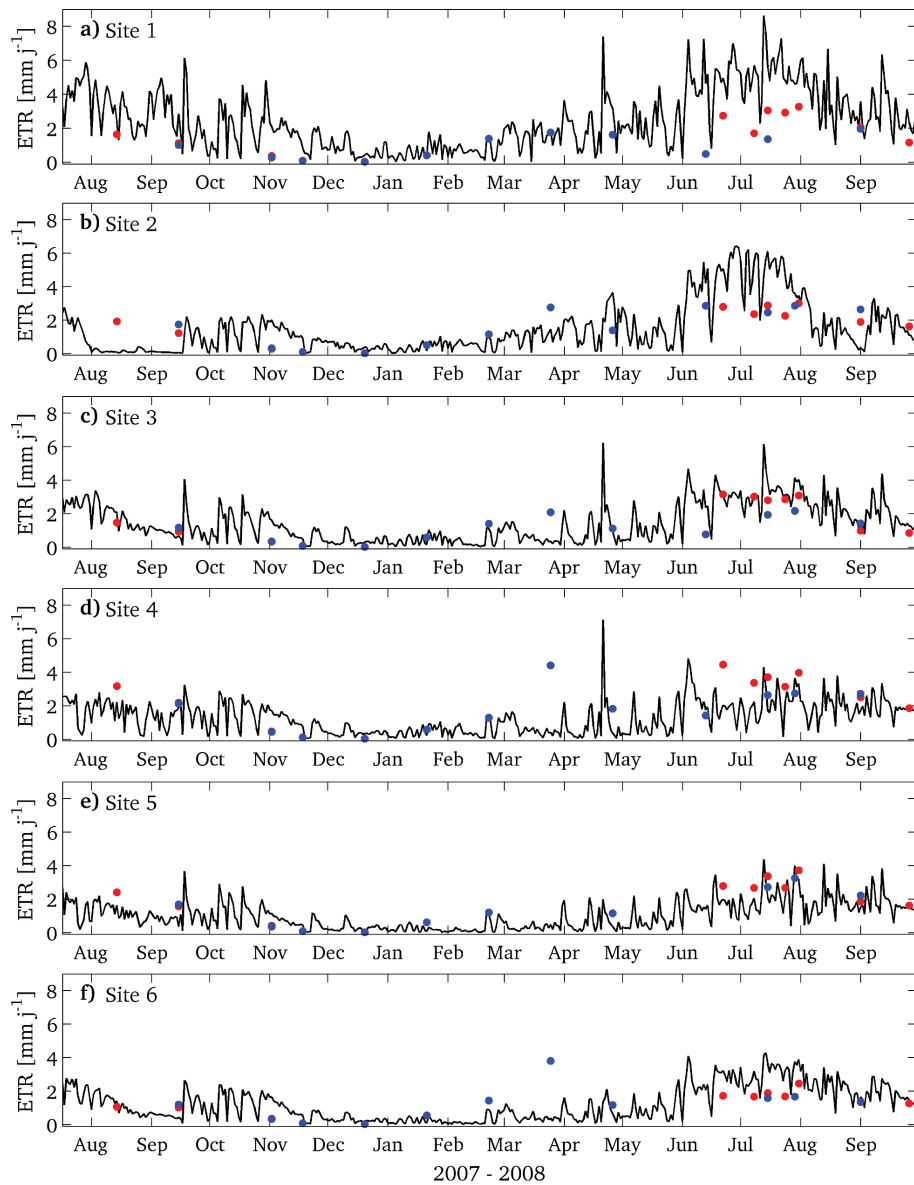 a) Site 1
ETR [mm j⁻¹]
8
6
4
2
0
Aug Sep Oct Nov Dec Jan Feb Mar Apr May Jun Jul Aug Sep
b) Site 2
ETR [mm j⁻¹]
8
6
4
2
0
Aug Sep Oct Nov Dec Jan Feb Mar Apr May Jun Jul Aug Sep
c) Site 3
ETR [mm j⁻¹]
8
6
4
2
0
Aug Sep Oct Nov Dec Jan Feb Mar Apr May Jun Jul Aug Sep
d) Site 4
ETR [mm j⁻¹]
8
6
4
2
0
Aug Sep Oct Nov Dec Jan Feb Mar Apr May Jun Jul Aug Sep
e) Site 5
ETR [mm j⁻¹]
8
6
4
2
0
Aug Sep Oct Nov Dec Jan Feb Mar Apr May Jun Jul Aug Sep
f) Site 6
ETR [mm j⁻¹]
8
6
4
2
0
Aug Sep Oct Nov Dec Jan Feb Mar Apr May Jun Jul Aug Sep
2007 - 2008